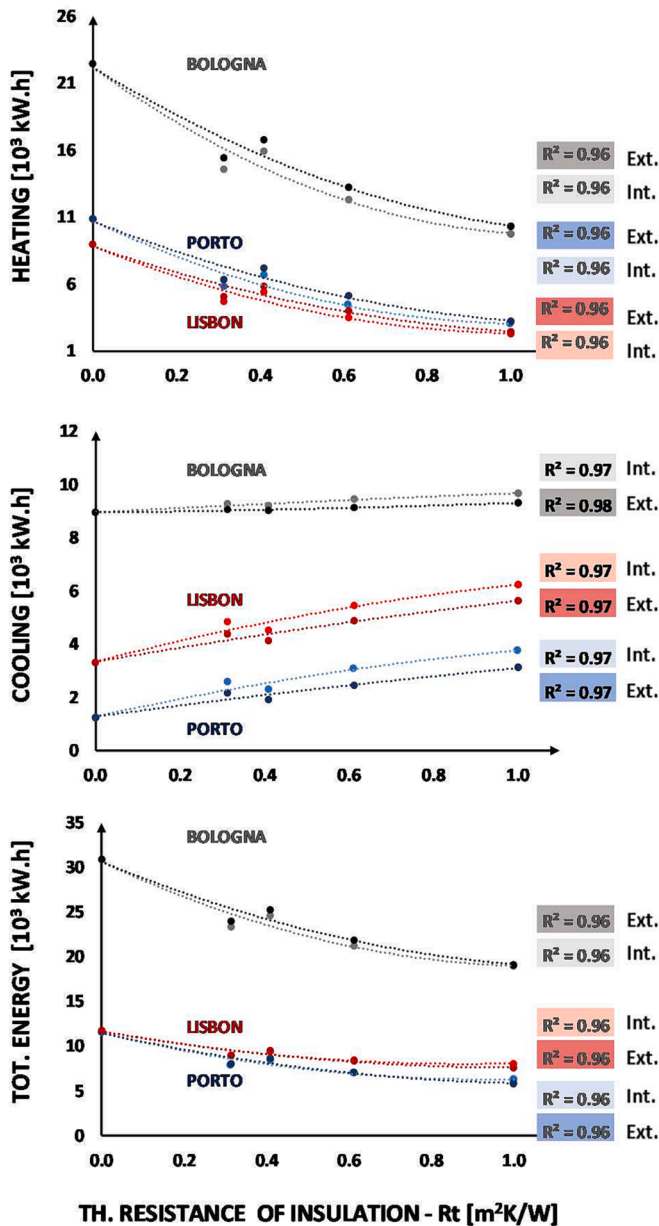 HEATING [10³ kW.h]
22
16
11
6
1
BOLOGNA
PORTO
LISBON
R² = 0.96 Ext.
R² = 0.96 Int.
R² = 0.96 Ext.
R² = 0.96 Int.
R² = 0.96 Ext.
R² = 0.96 Int.
0.0 0.2 0.4 0.6 0.8 1.0
COOLING [10³ kW.h]
12
10
8
6
4
2
0
BOLOGNA
LISBON
PORTO
R² = 0.97 Int.
R² = 0.98 Ext.
R² = 0.97 Int.
R² = 0.97 Ext.
R² = 0.97 Int.
R² = 0.97 Ext.
0.0 0.2 0.4 0.6 0.8 1.0
TOT. ENERGY [10³ kW.h]
35
30
25
20
15
10
5
0
BOLOGNA
LISBON
PORTO
R² = 0.96 Ext.
R² = 0.96 Int.
R² = 0.96 Int.
R² = 0.96 Ext.
R² = 0.96 Int.
R² = 0.96 Ext.
0.0 0.2 0.4 0.6 0.8 1.0
TH. RESISTANCE OF INSULATION - Rt [m²K/W]